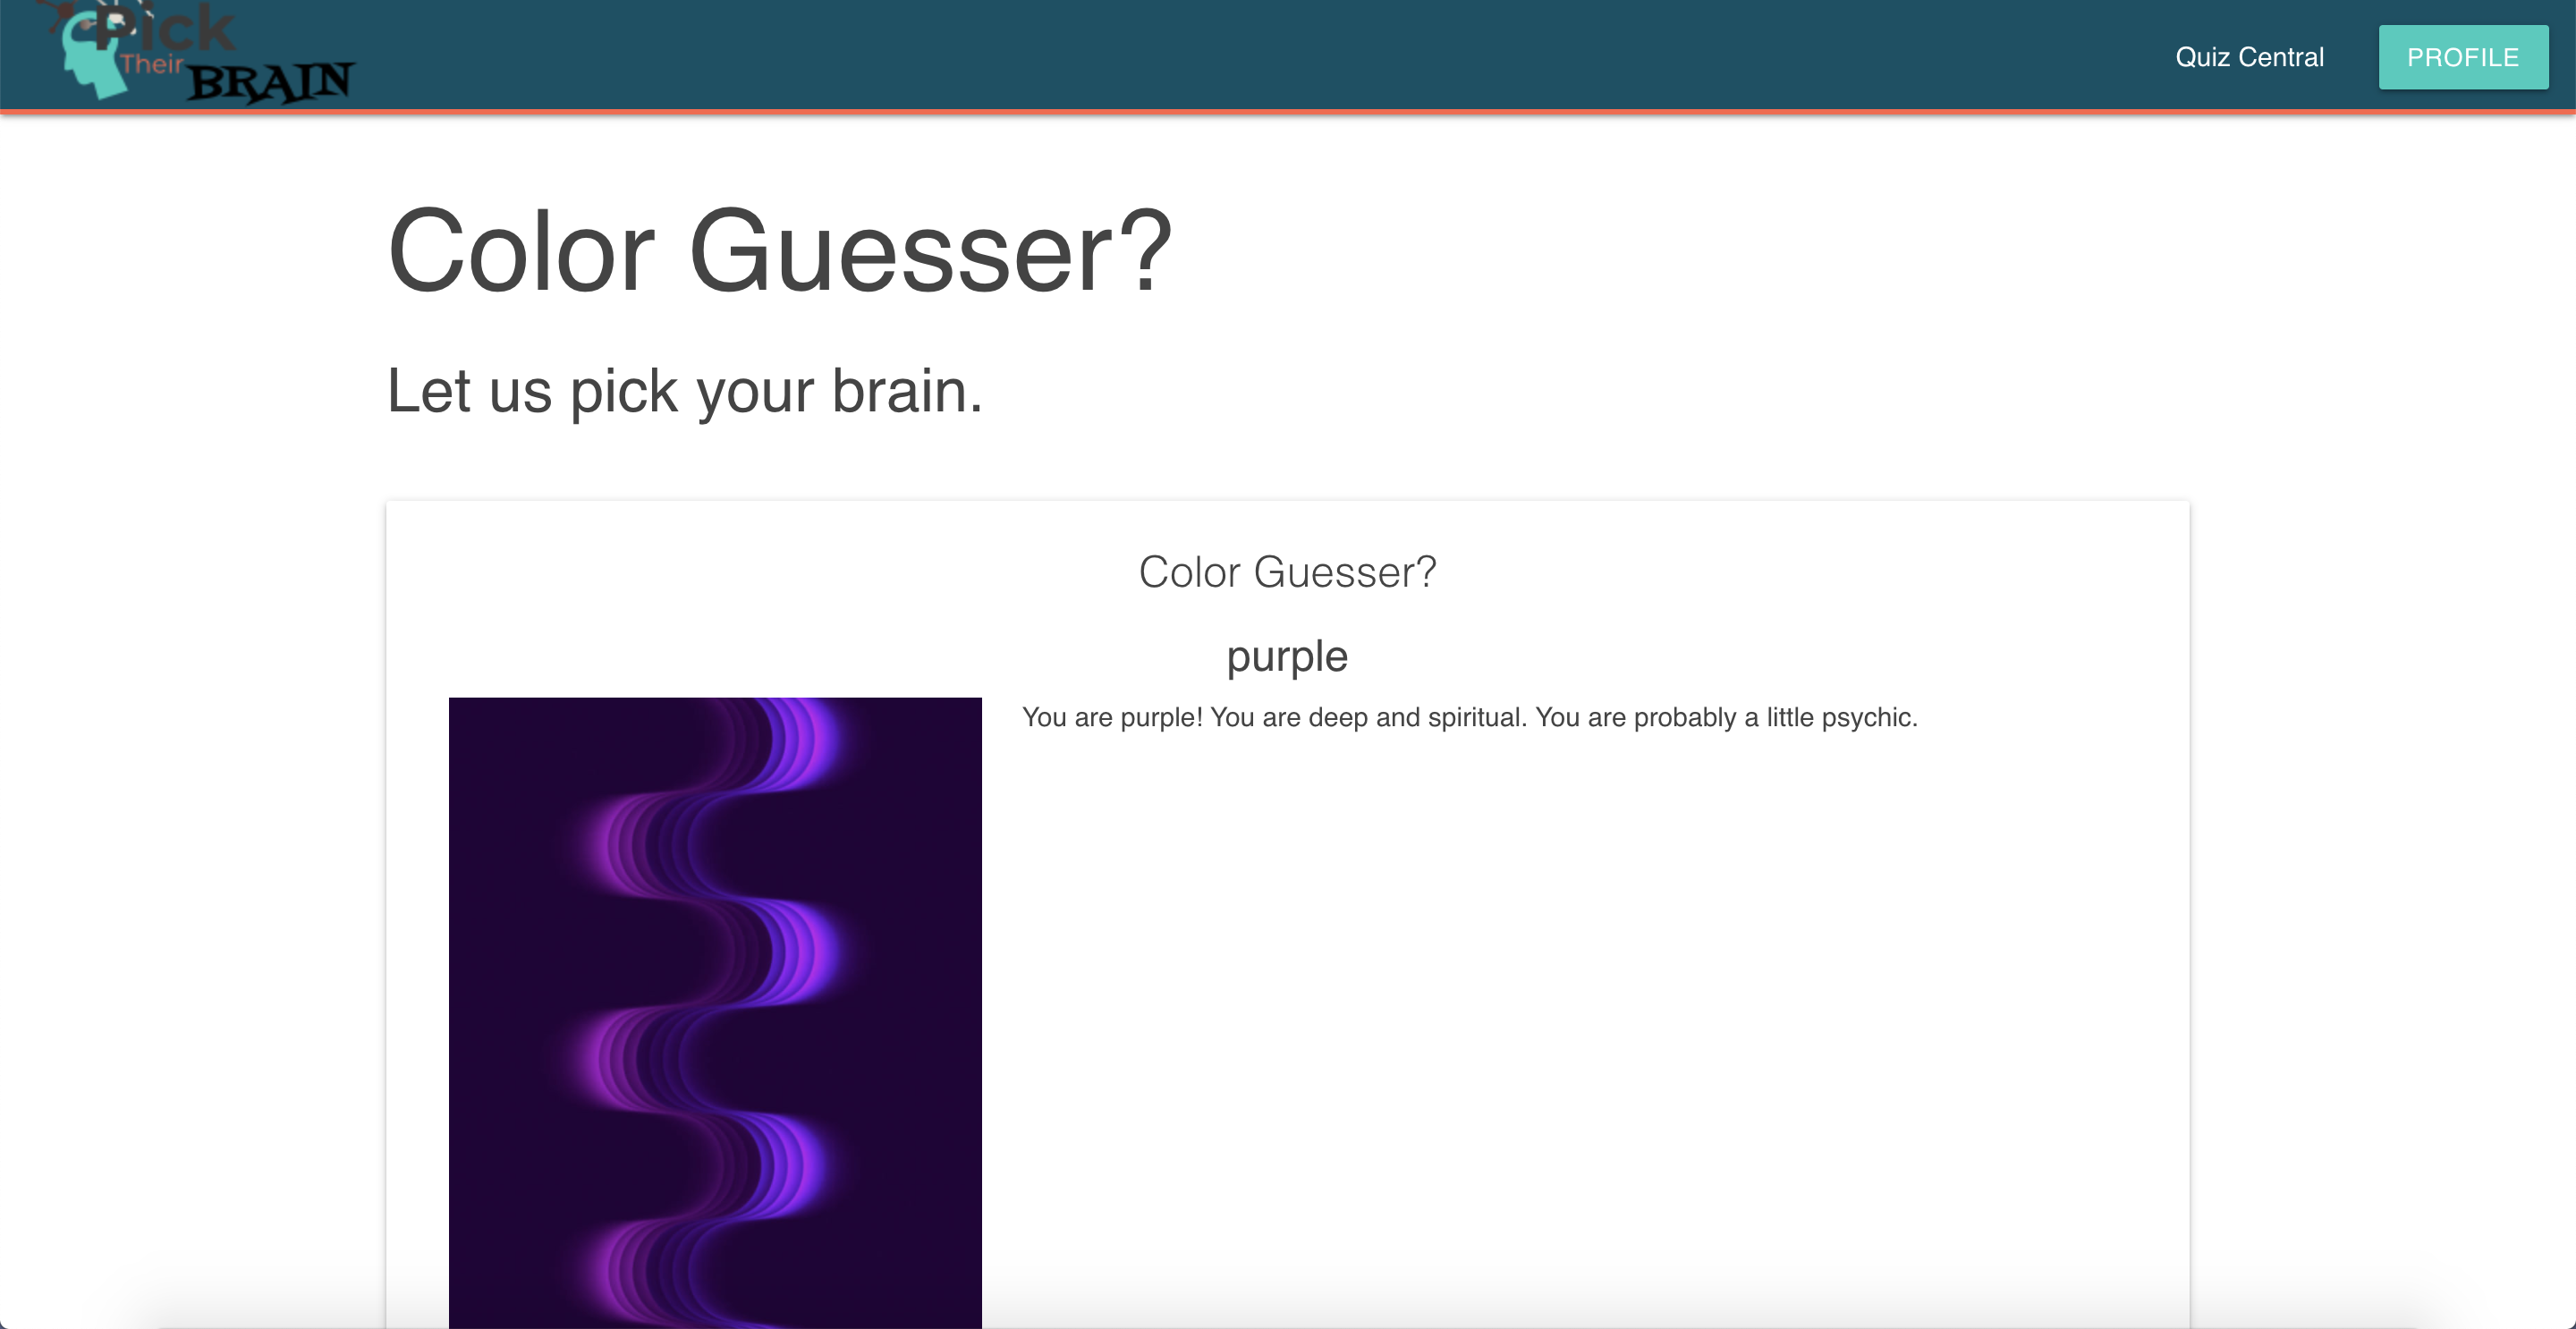 Pick
Their
BRAIN
Quiz Central
PROFILE
Color Guesser?
Let us pick your brain.
Color Guesser?
purple
You are purple! You are deep and spiritual. You are probably a little psychic.